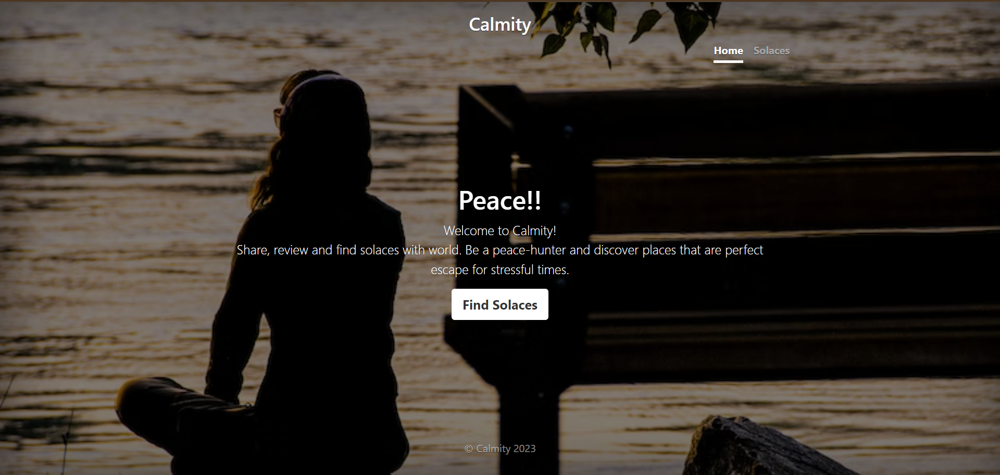 Calmity
Home Solaces
Peace!!
Welcome to Calmity!
Share, review and find solaces with world. Be a peace-hunter and discover places that are perfect
escape for stressful times.
Find Solaces
© Calmity 2023